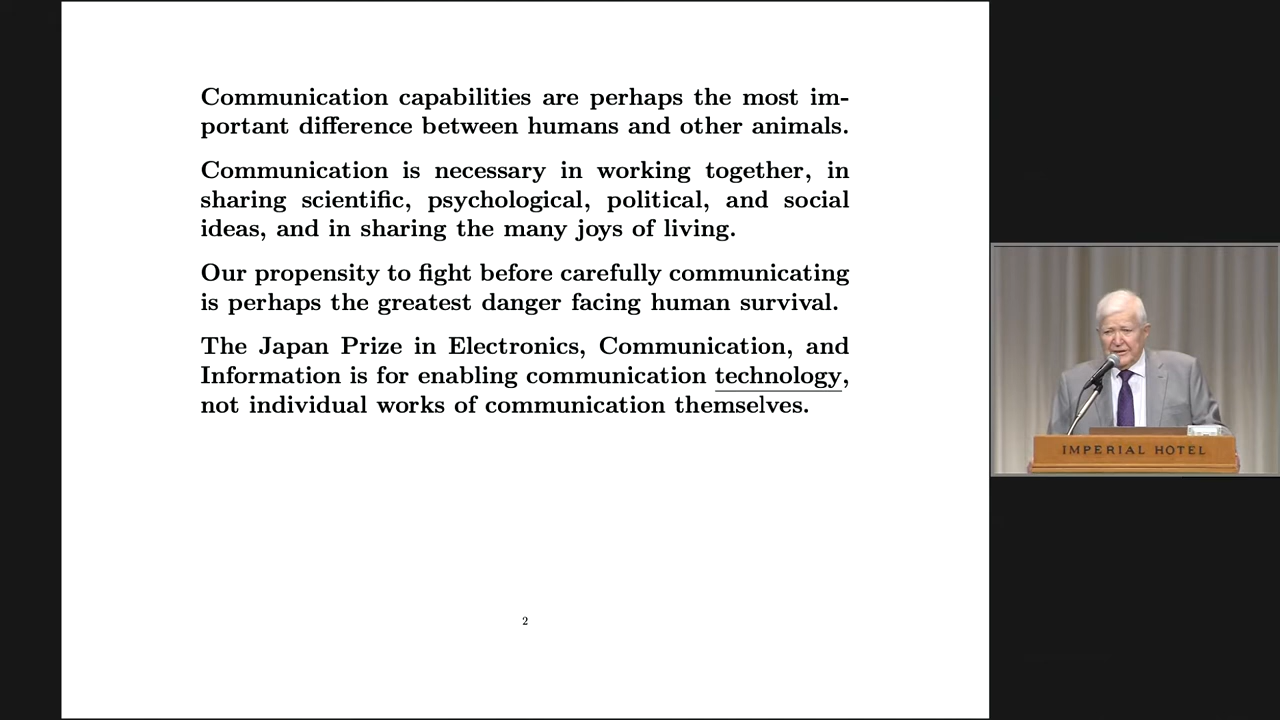 Communication capabilities are perhaps the most im-
portant difference between humans and other animals.
Communication is necessary in working together, in
sharing scientific, psychological, political, and social
ideas, and in sharing the many joys of living.
Our propensity to fight before carefully communicating
is perhaps the greatest danger facing human survival.
The Japan Prize in Electronics, Communication, and
Information is for enabling communication technology,
not individual works of communication themselves.
2
IMPERIAL HOTEL